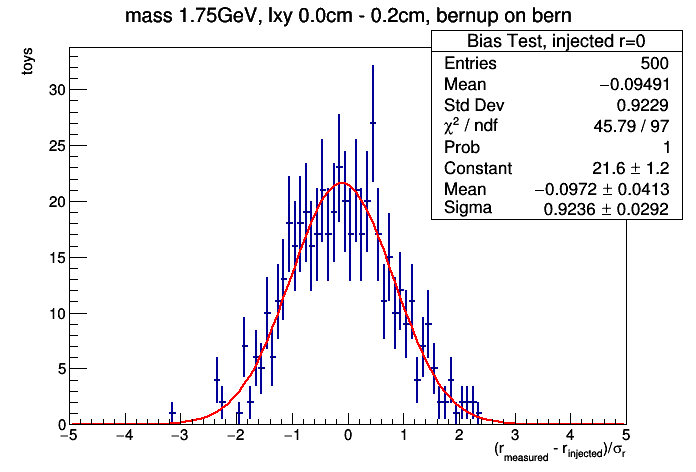 mass 1.75GeV, lxy 0.0cm - 0.2cm, bernup on bern
Bias Test, injected r=0
Entries 500
Mean −0.09491
Std Dev 0.9229
χ² / ndf 45.79 / 97
Prob 1
Constant 21.6 ± 1.2
Mean −0.0972 ± 0.0413
Sigma 0.9236 ± 0.0292
toys
30
25
20
15
10
5
0
−5 −4 −3 −2 −1 0 1 2 3 4 5
(r_measured - r_injected)/σ_r